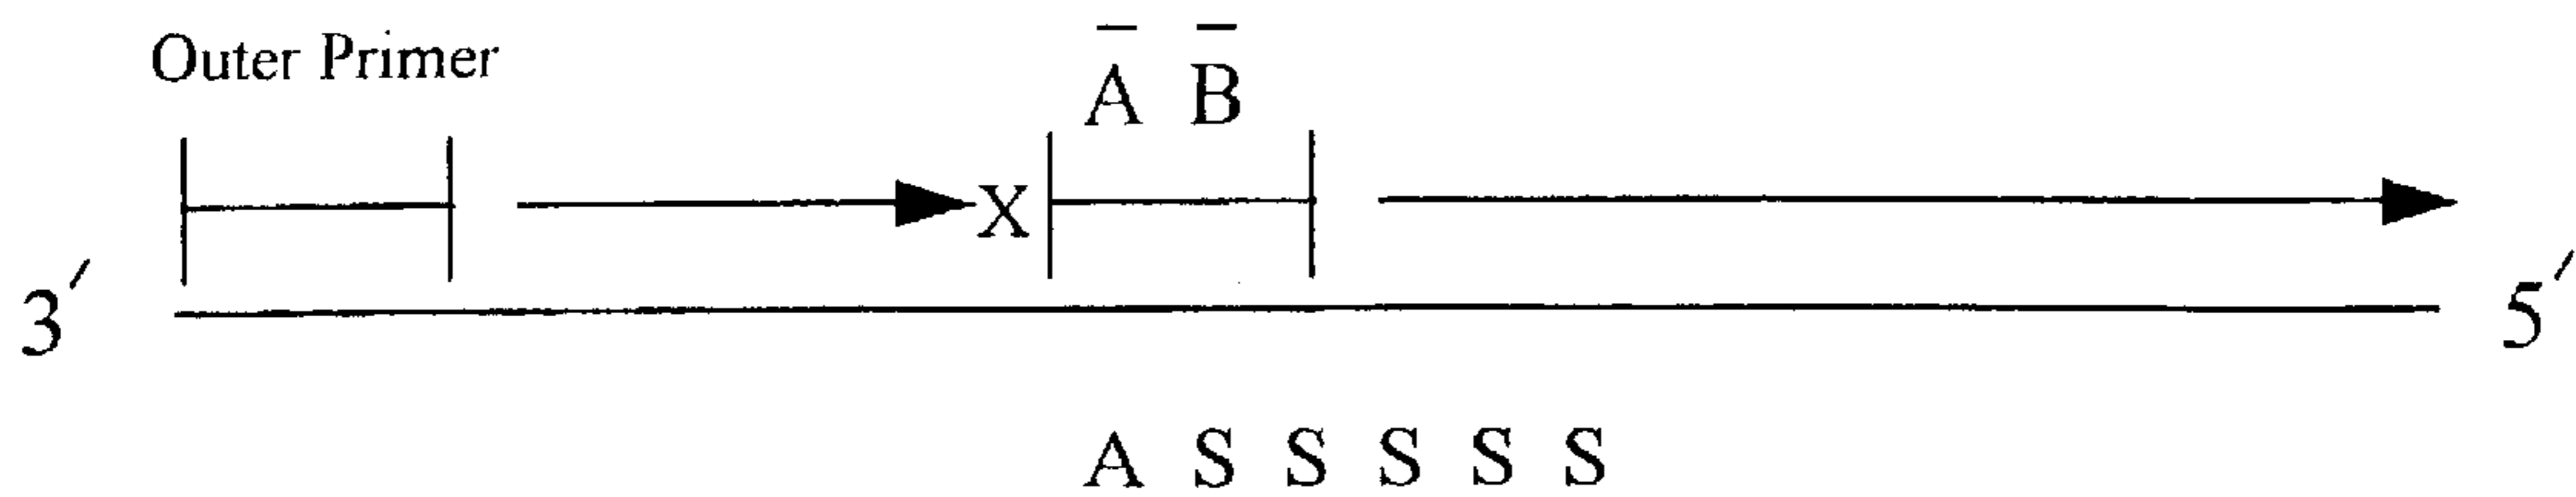 Outer Primer
Ā B̄
X
3′ 5′
A S S S S S